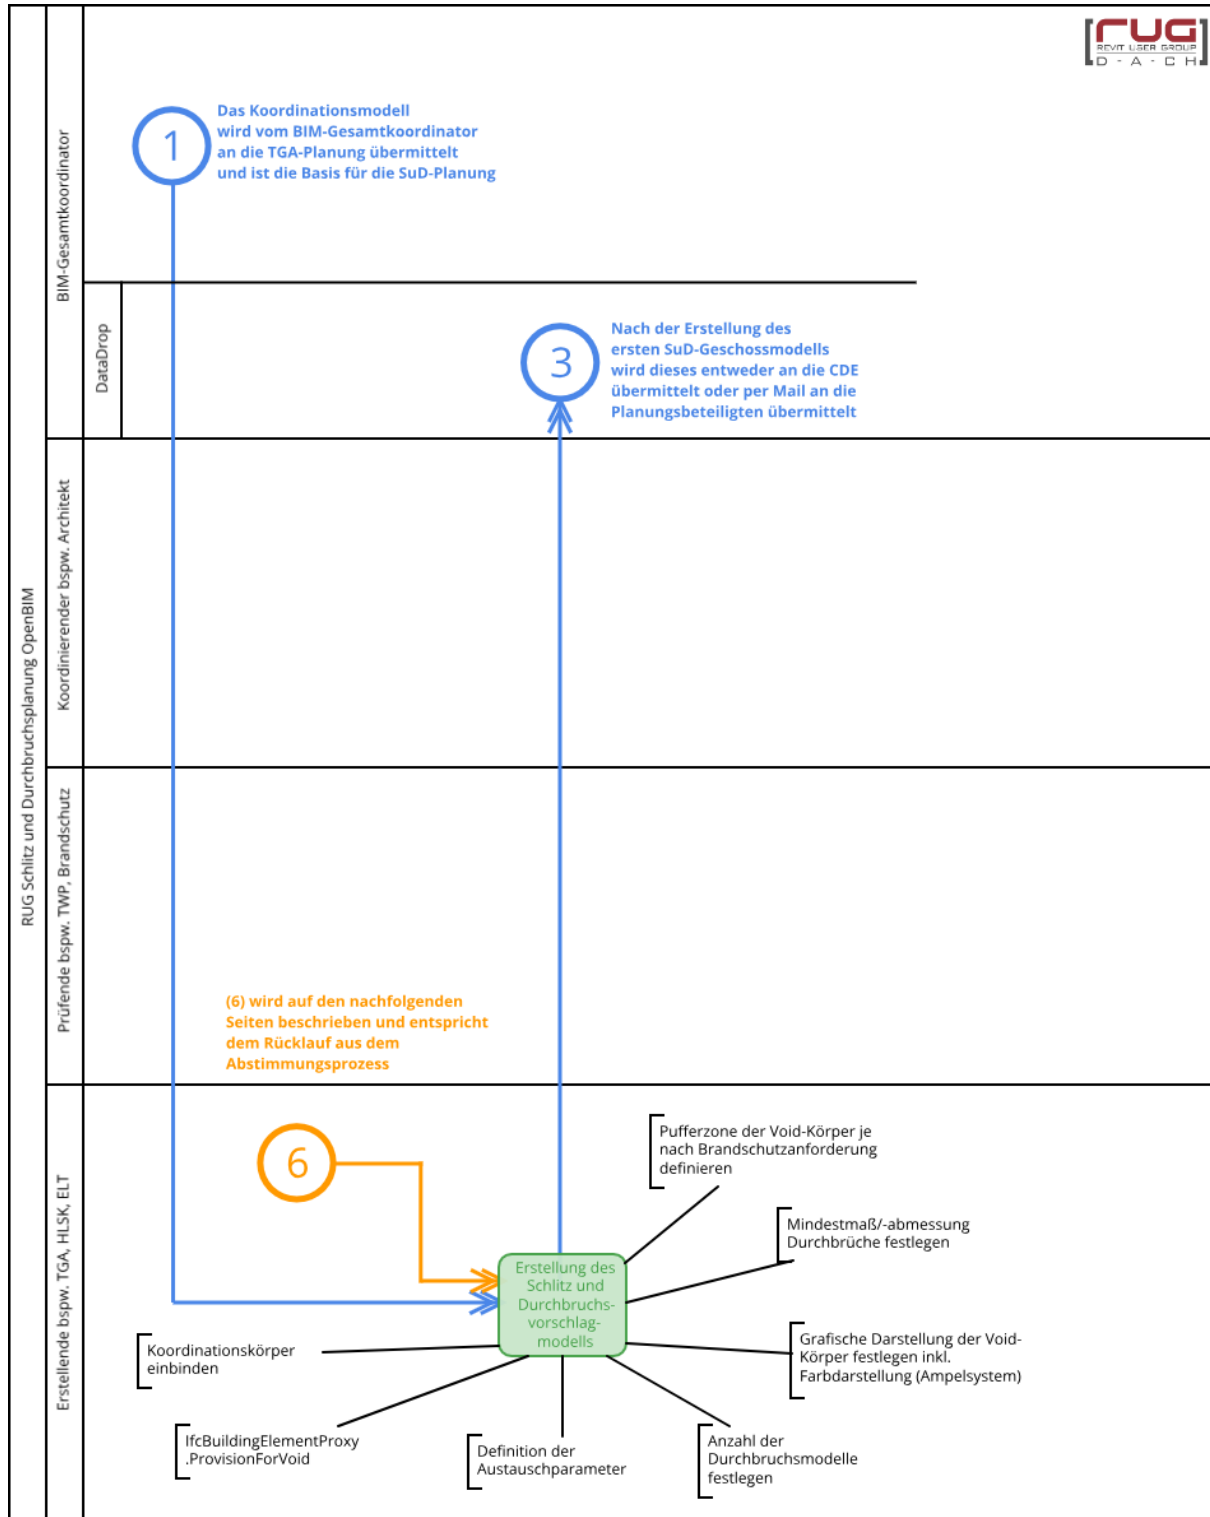 RUG
REVIT USER GROUP
D - A - C H
RUG Schlitz und Durchbruchsplanung OpenBIM
BIM-Gesamtkoordinator
1
Das Koordinationsmodell
wird vom BIM-Gesamtkoordinator
an die TGA-Planung übermittelt
und ist die Basis für die SuD-Planung
DataDrop
3
Nach der Erstellung des
ersten SuD-Geschossmodells
wird dieses entweder an die CDE
übermittelt oder per Mail an die
Planungsbeteiligten übermittelt
Koordinierender bspw. Architekt
Prüfende bspw. TWP, Brandschutz
(6) wird auf den nachfolgenden
Seiten beschrieben und entspricht
dem Rücklauf aus dem
Abstimmungsprozess
Erstellende bspw. TGA, HLSK, ELT
6
Pufferzone der Void-Körper je
nach Brandschutzanforderung
definieren
Mindestmaß/-abmessung
Durchbrüche festlegen
Erstellung des
Schlitz und
Durchbruchs-
vorschlag-
modells
Grafische Darstellung der Void-
Körper festlegen inkl.
Farbdarstellung (Ampelsystem)
Koordinationskörper
einbinden
IfcBuildingElementProxy
.ProvisionForVoid
Definition der
Austauschparameter
Anzahl der
Durchbruchsmodelle
festlegen